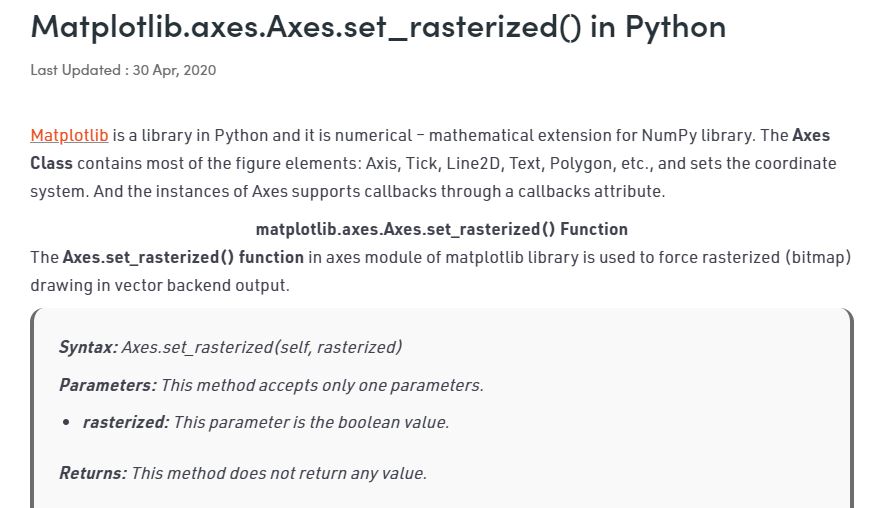 Matplotlib.axes.Axes.set_rasterized() in Python
Last Updated : 30 Apr, 2020
Matplotlib is a library in Python and it is numerical – mathematical extension for NumPy library. The Axes
Class contains most of the figure elements: Axis, Tick, Line2D, Text, Polygon, etc., and sets the coordinate
system. And the instances of Axes supports callbacks through a callbacks attribute.
matplotlib.axes.Axes.set_rasterized() Function
The Axes.set_rasterized() function in axes module of matplotlib library is used to force rasterized (bitmap)
drawing in vector backend output.
Syntax: Axes.set_rasterized(self, rasterized)
Parameters: This method accepts only one parameters.
• rasterized: This parameter is the boolean value.
Returns: This method does not return any value.